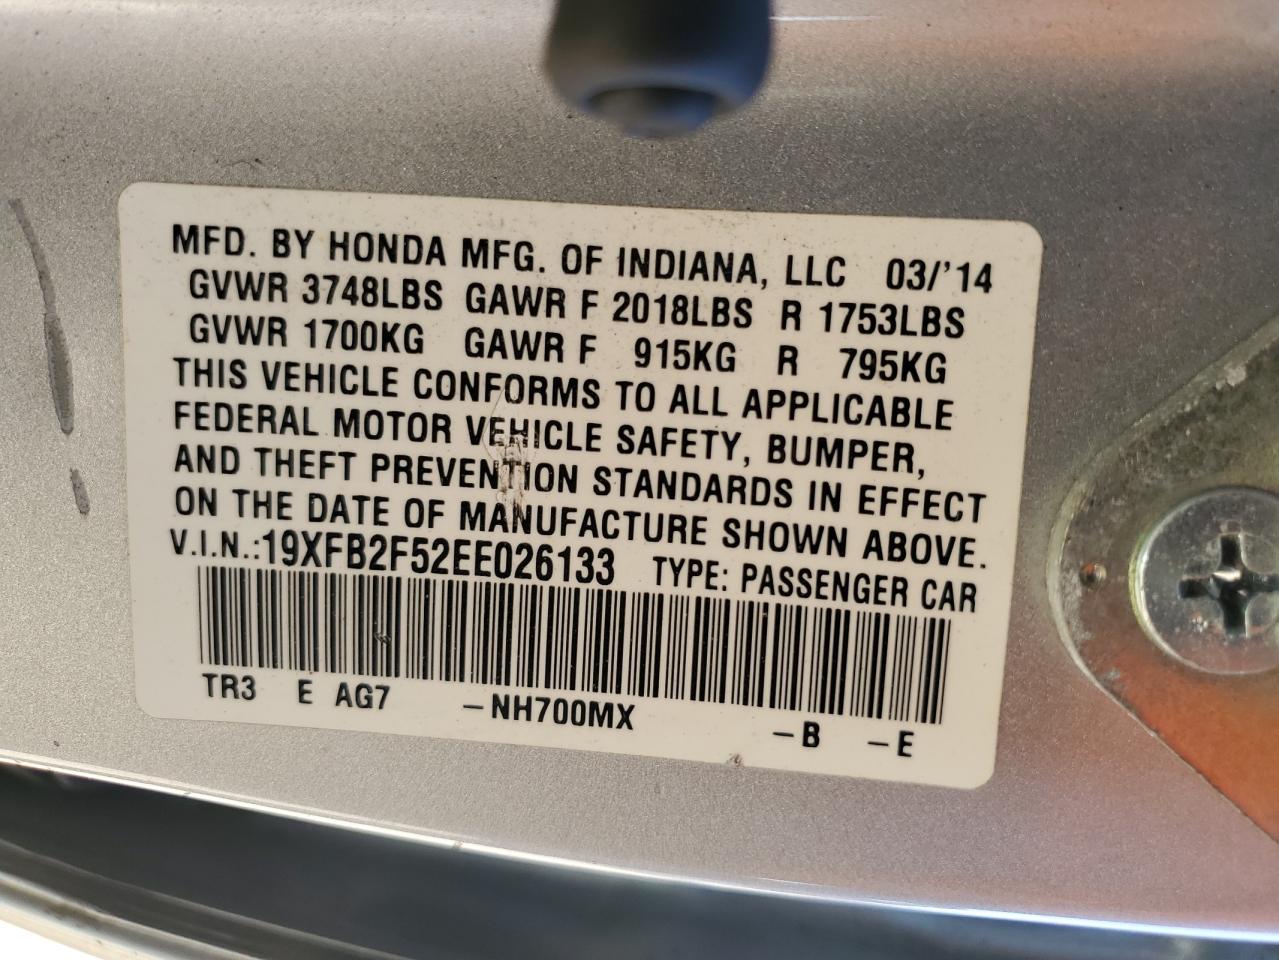 MFD. BY HONDA MFG. OF INDIANA, LLC 03/'14
GVWR 3748LBS GAWR F 2018LBS R 1753LBS
GVWR 1700KG GAWR F 915KG R 795KG
THIS VEHICLE CONFORMS TO ALL APPLICABLE
FEDERAL MOTOR VEHICLE SAFETY, BUMPER,
AND THEFT PREVENTION STANDARDS IN EFFECT
ON THE DATE OF MANUFACTURE SHOWN ABOVE.
V.I.N.:19XFB2F52EE026133 TYPE: PASSENGER CAR
TR3 E AG7 -NH700MX -B -E